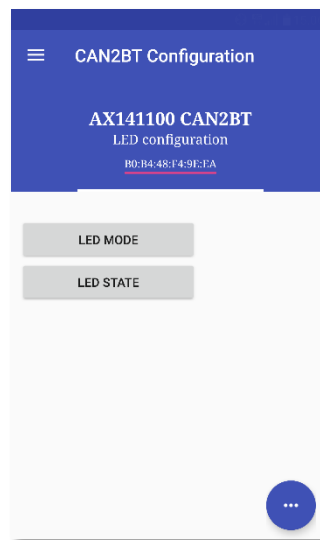 CAN2BT Configuration
AX141100 CAN2BT
LED configuration
B0:B4:48:F4:9E:EA
LED MODE
LED STATE